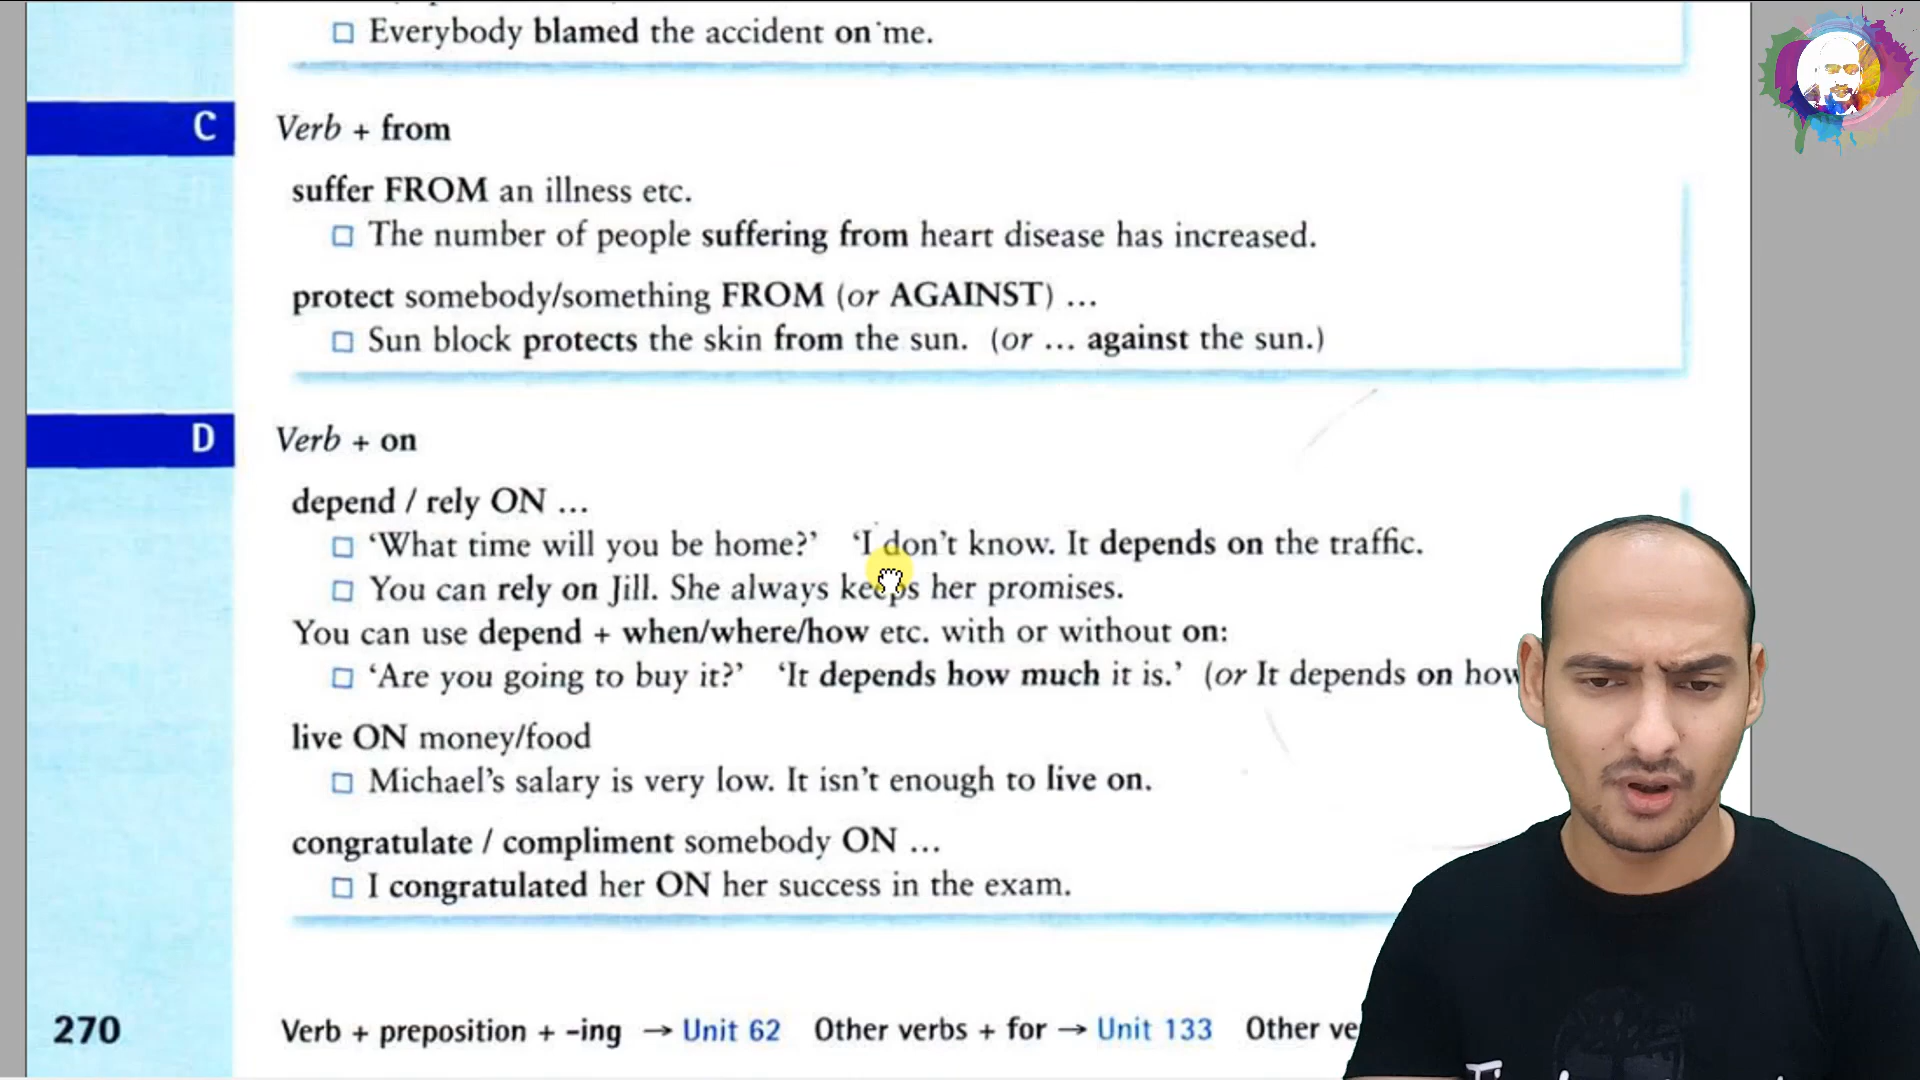 Everybody blamed the accident on me.
C
Verb + from
suffer FROM an illness etc.
The number of people suffering from heart disease has increased.
protect somebody/something FROM (or AGAINST) ...
Sun block protects the skin from the sun. (or ... against the sun.)
D
Verb + on
depend / rely ON ...
‘What time will you be home?’ ‘I don’t know. It depends on the traffic.
You can rely on Jill. She always keeps her promises.
You can use depend + when/where/how etc. with or without on:
‘Are you going to buy it?’ ‘It depends how much it is.’ (or It depends on how
live ON money/food
Michael’s salary is very low. It isn’t enough to live on.
congratulate / compliment somebody ON ...
I congratulated her ON her success in the exam.
270 Verb + preposition + –ing → Unit 62 Other verbs + for → Unit 133 Other ve